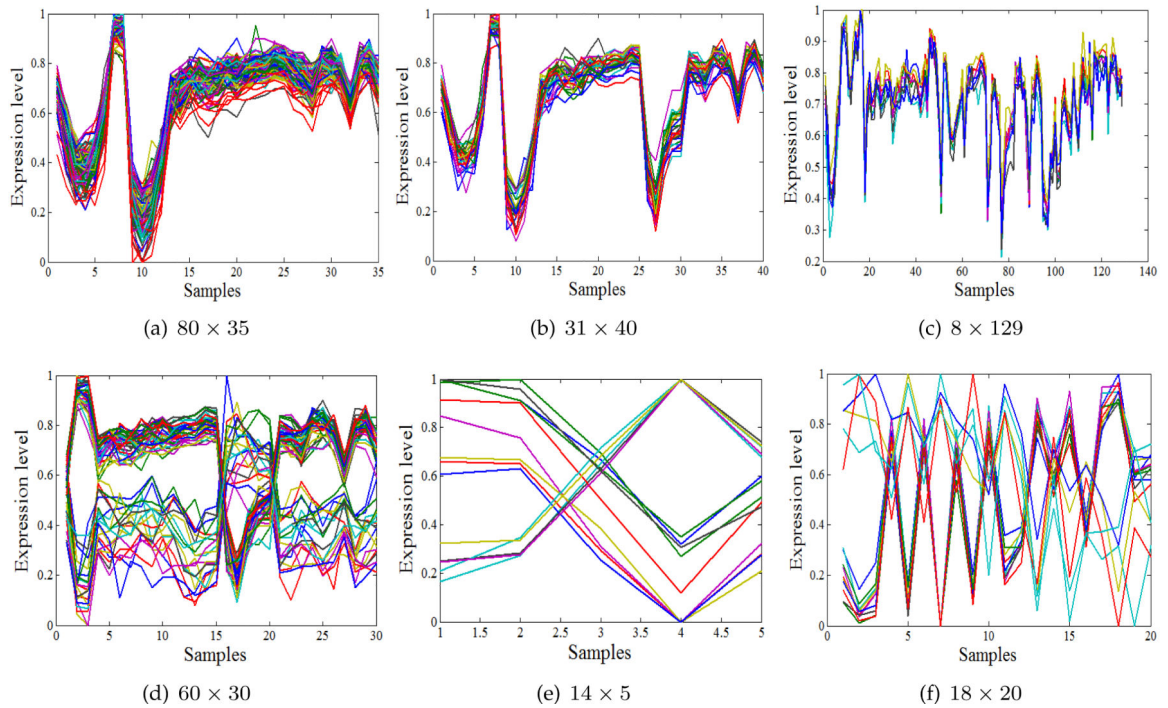 Expression level
1
0.8
0.6
0.4
0.2
0
0 5 10 15 20 25 30 35
Samples
(a) 80 × 35
Expression level
1
0.8
0.6
0.4
0.2
0
0 5 10 15 20 25 30 35 40
Samples
(b) 31 × 40
Expression level
1
0.9
0.8
0.7
0.6
0.5
0.4
0.3
0.2
0 20 40 60 80 100 120 140
Samples
(c) 8 × 129
Expression level
1
0.8
0.6
0.4
0.2
0
0 5 10 15 20 25 30
Samples
(d) 60 × 30
Expression level
1
0.8
0.6
0.4
0.2
0
1 1.5 2 2.5 3 3.5 4 4.5 5
Samples
(e) 14 × 5
Expression level
1
0.8
0.6
0.4
0.2
0
0 5 10 15 20
Samples
(f) 18 × 20